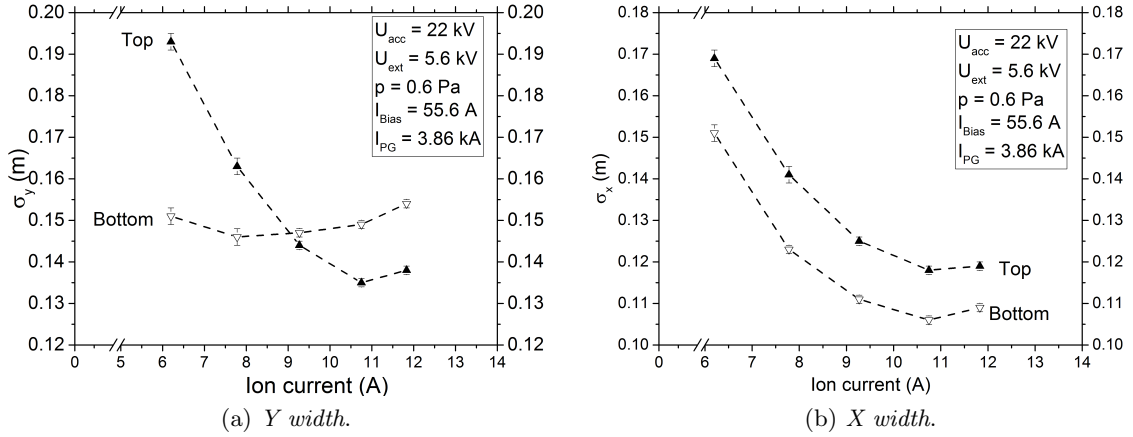 0.20
0.19
0.18
0.17
0.16
0.15
0.14
0.13
0.12
σy (m)
Top
Bottom
Uacc = 22 kV
Uext = 5.6 kV
p = 0.6 Pa
IBias = 55.6 A
IPG = 3.86 kA
0.20
0.19
0.18
0.17
0.16
0.15
0.14
0.13
0.12
0 5 6 7 8 9 10 11 12 13 14
Ion current (A)
(a) Y width.
0.18
0.17
0.16
0.15
0.14
0.13
0.12
0.11
0.10
σx (m)
Uacc = 22 kV
Uext = 5.6 kV
p = 0.6 Pa
IBias = 55.6 A
IPG = 3.86 kA
Top
Bottom
0.18
0.17
0.16
0.15
0.14
0.13
0.12
0.11
0.10
0 6 7 8 9 10 11 12 13 14
Ion current (A)
(b) X width.